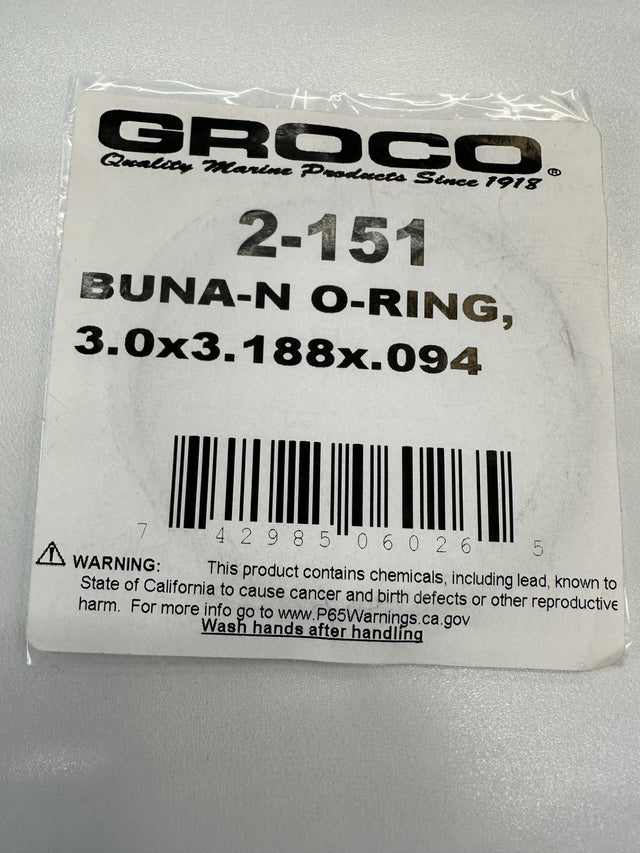 GROCO®
Quality Marine Products Since 1918
2-151
BUNA-N O-RING,
3.0x3.188x.094
7 42985 06026 5
⚠ WARNING: This product contains chemicals, including lead, known to
State of California to cause cancer and birth defects or other reproductive
harm. For more info go to www.P65Warnings.ca.gov
Wash hands after handling